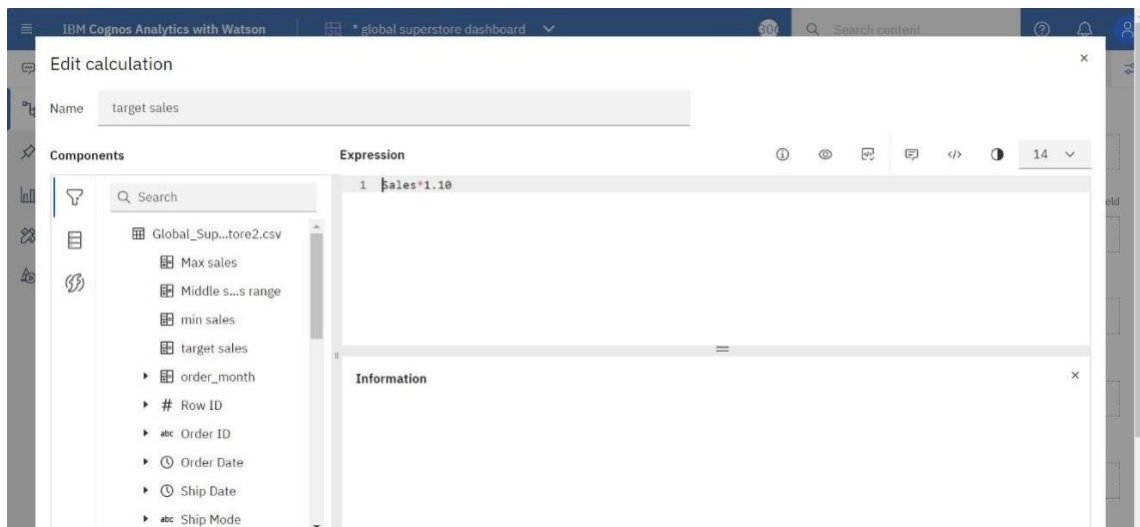 IBM Cognos Analytics with Watson
* global superstore dashboard
Search content
Edit calculation
Name target sales
Components
Expression
14
1 Sales*1.10
Search
Global_Sup...tore2.csv
Max sales
Middle s...s range
min sales
target sales
order_month
# Row ID
abc Order ID
Order Date
Ship Date
abc Ship Mode
Information